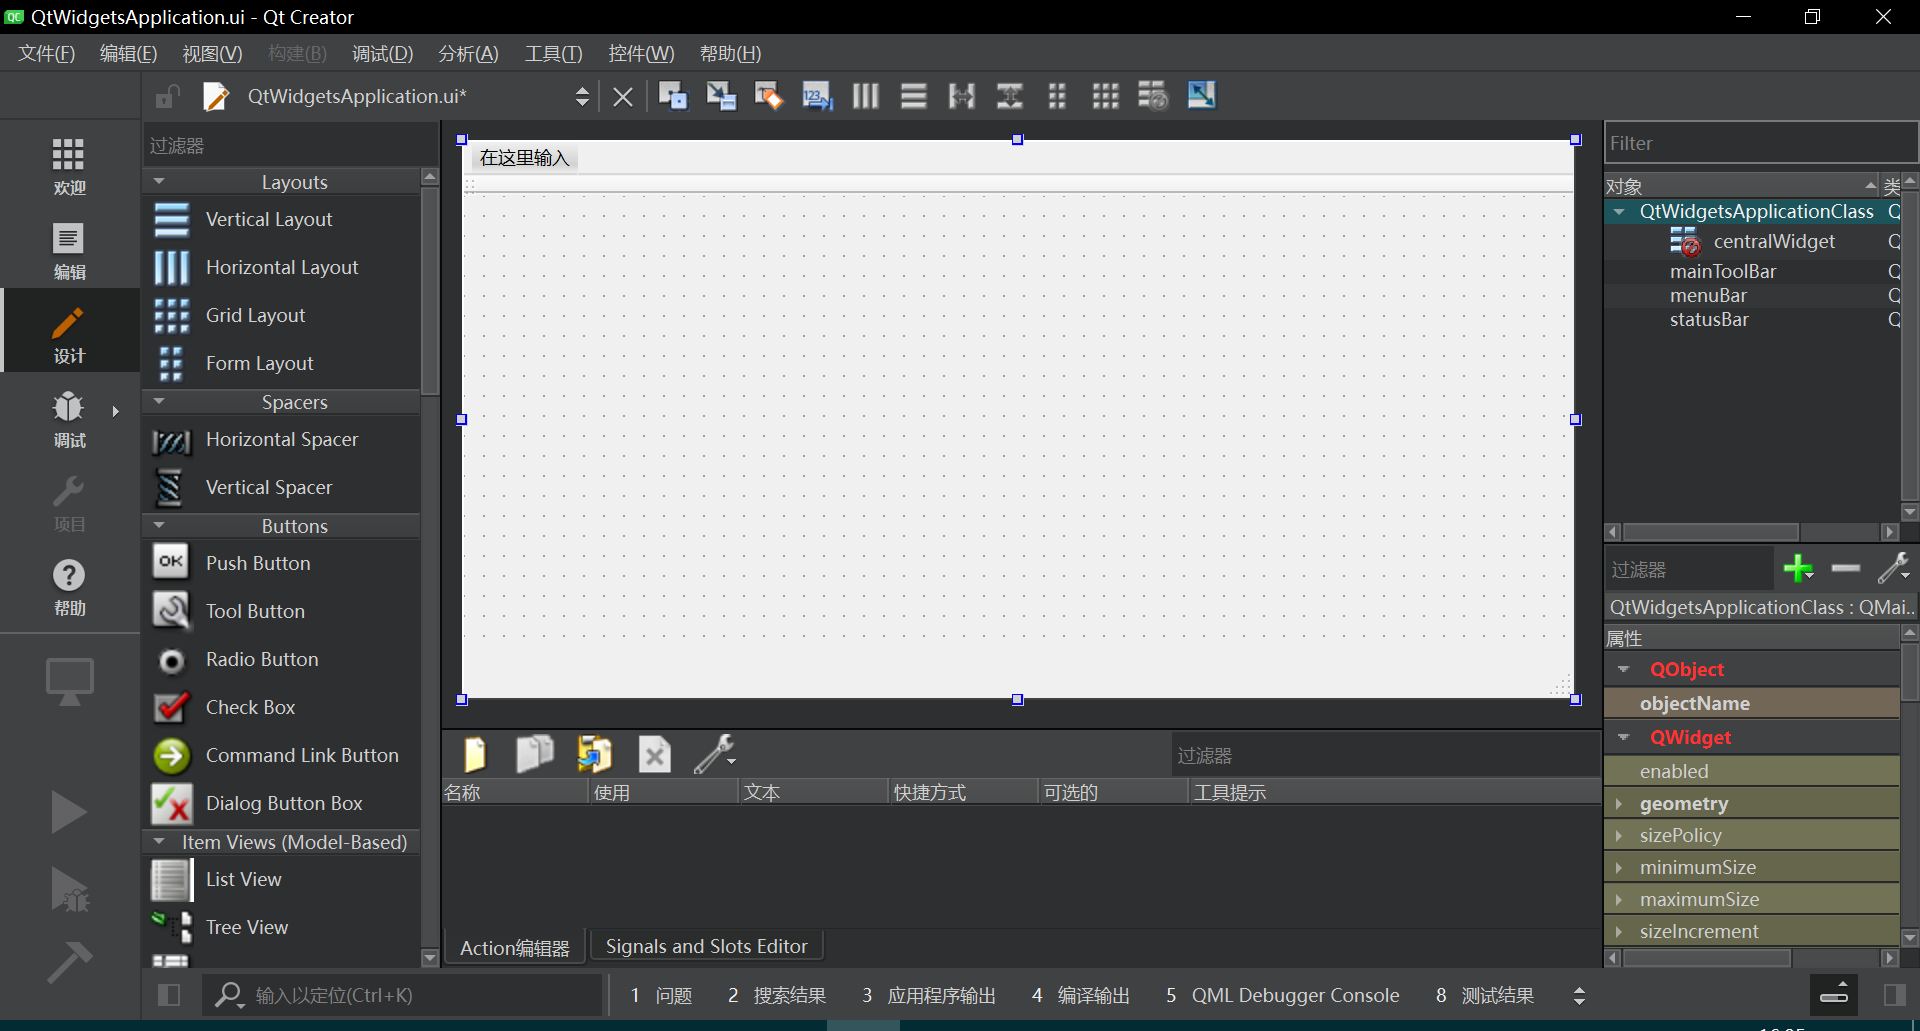 QtWidgetsApplication.ui - Qt Creator
文件(F) 编辑(E) 视图(V) 构建(B) 调试(D) 分析(A) 工具(T) 控件(W) 帮助(H)
QtWidgetsApplication.ui*
欢迎
编辑
设计
调试
项目
帮助
过滤器
Layouts
Vertical Layout
Horizontal Layout
Grid Layout
Form Layout
Spacers
Horizontal Spacer
Vertical Spacer
Buttons
OK
Push Button
Tool Button
Radio Button
Check Box
Command Link Button
Dialog Button Box
Item Views (Model-Based)
List View
Tree View
在这里输入
过滤器
名称 使用 文本 快捷方式 可选的 工具提示
Action编辑器 Signals and Slots Editor
Filter
对象 类
QtWidgetsApplicationClass Q
centralWidget Q
mainToolBar Q
menuBar Q
statusBar Q
过滤器
QtWidgetsApplicationClass : QMai...
属性
QObject
objectName
QWidget
enabled
geometry
sizePolicy
minimumSize
maximumSize
sizeIncrement
输入以定位(Ctrl+K) 1 问题 2 搜索结果 3 应用程序输出 4 编译输出 5 QML Debugger Console 8 测试结果